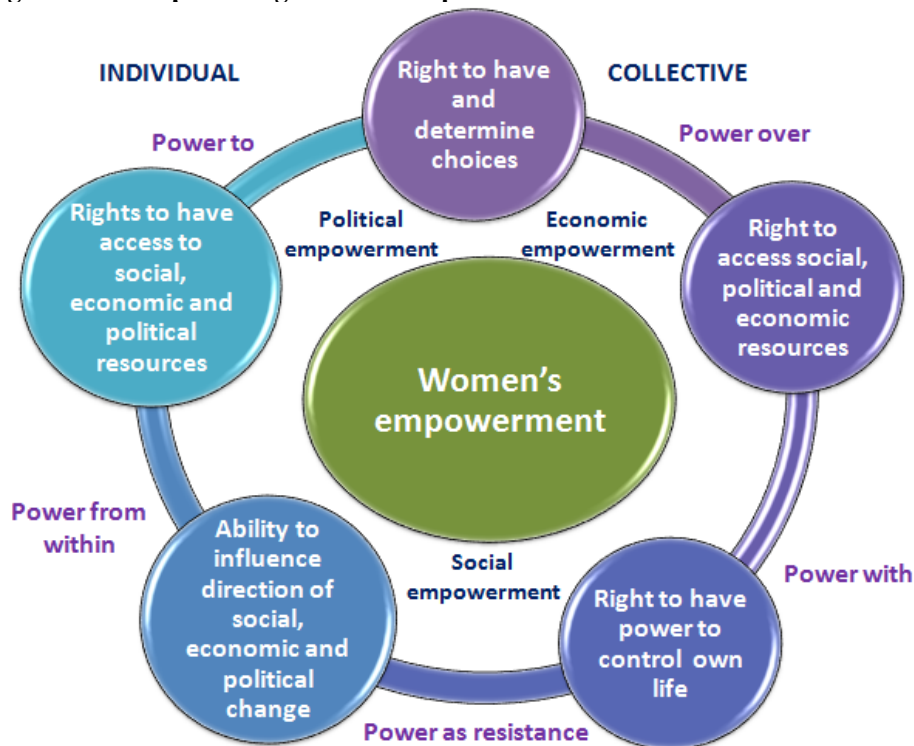 INDIVIDUAL
COLLECTIVE
Right to have
and
determine
choices
Power to
Power over
Rights to have
access to
social,
economic and
political
resources
Political
empowerment
Economic
empowerment
Right to
access social,
political and
economic
resources
Women’s
empowerment
Power from
within
Ability to
influence
direction of
social,
economic and
political
change
Social
empowerment
Right to have
power to
control own
life
Power with
Power as resistance